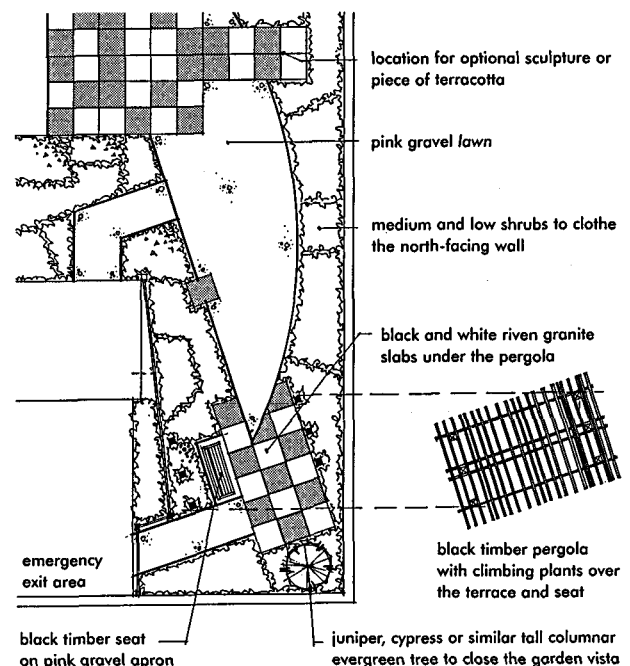 location for optional sculpture or
piece of terracotta
pink gravel lawn
medium and low shrubs to clothe
the north-facing wall
black and white riven granite
slabs under the pergola
black timber pergola
with climbing plants over
the terrace and seat
emergency
exit area
black timber seat
on pink gravel apron
juniper, cypress or similar tall columnar
evergreen tree to close the garden vista